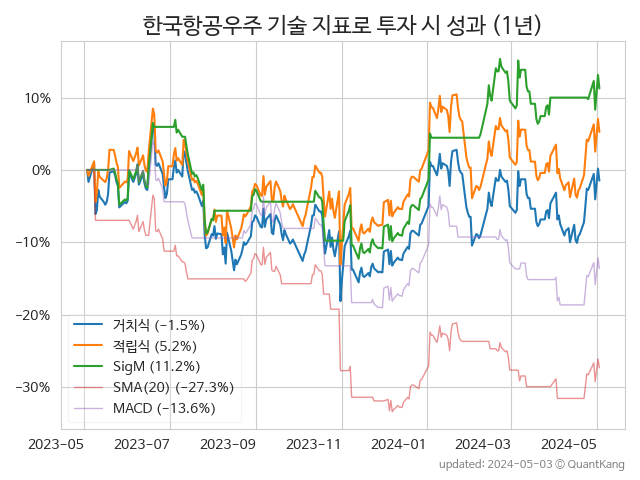 한국항공우주 기술 지표로 투자 시 성과 (1년)
10%
0%
−10%
−20%
−30%
거치식 (−1.5%)
적립식 (5.2%)
SigM (11.2%)
SMA(20) (−27.3%)
MACD (−13.6%)
2023-05 2023-07 2023-09 2023-11 2024-01 2024-03 2024-05
updated: 2024-05-03 ⓒ QuantKang